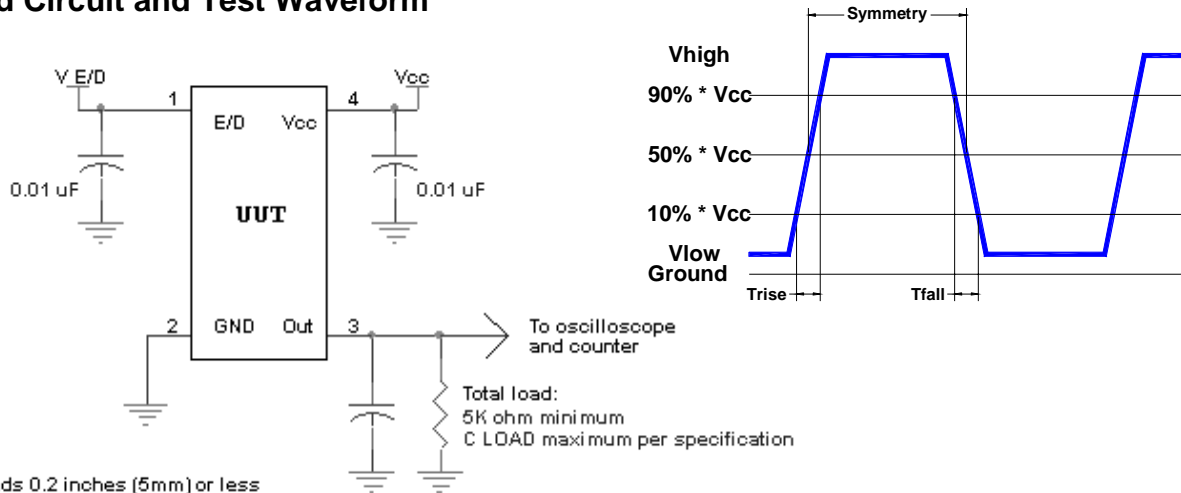 d Circuit and Test Waveform
V E/D
Vcc
1
4
E/D
Vcc
0.01 uF
0.01 uF
UUT
2
GND
Out
3
To oscilloscope
and counter
Total load:
5K ohm minimum
C LOAD maximum per specification
ds 0.2 inches (5mm) or less
Symmetry
Vhigh
90% * Vcc
50% * Vcc
10% * Vcc
Vlow
Ground
Trise
Tfall